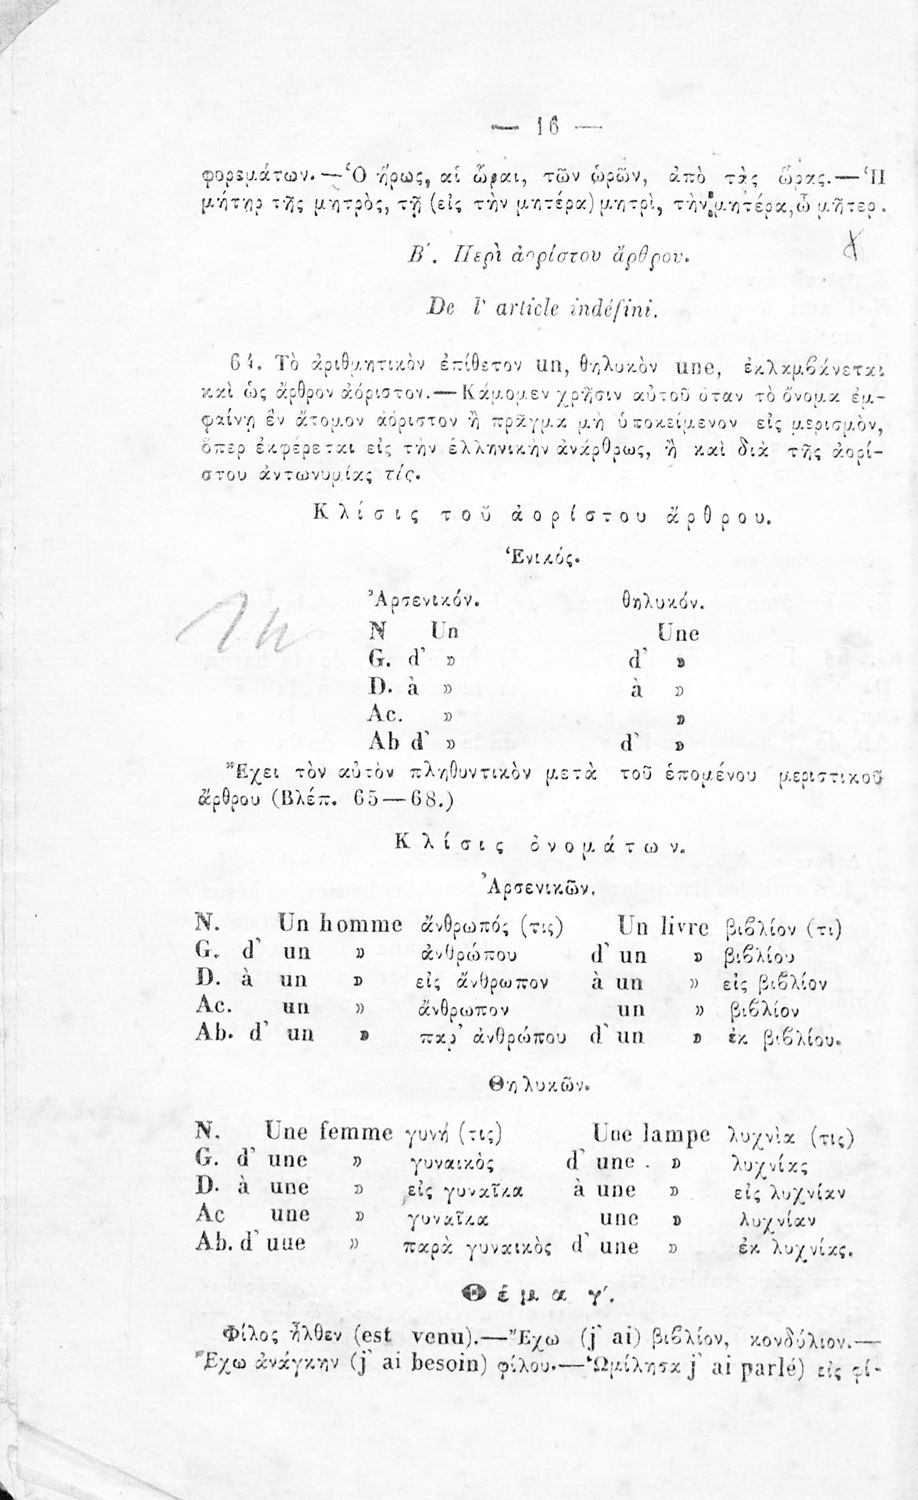 — 16 —
φορεμάτων.—Ὁ ἥρως, αἱ ὧραι, τῶν ὡρῶν, ἀπὸ τὰς ὥρας.—Ἡ
μήτηρ τῆς μητρὸς, τῇ (εἰς τὴν μητέρα) μητρὶ, τὴν μητέρα, ὦ μῆτερ.
Β΄. Περὶ ἀορίστου ἄρθρου.
De l' article indéfini.
64. Τὸ ἀριθμητικὸν ἐπίθετον un, θηλυκὸν une, ἐκλαμβάνεται
καὶ ὡς ἄρθρον ἀόριστον.—Κάμομεν χρῆσιν αὐτοῦ ὅταν τὸ ὄνομα ἐμ-
φαίνῃ ἓν ἄτομον ἀόριστον ἢ πρᾶγμα μὴ ὑποκείμενον εἰς μερισμὸν,
ὅπερ ἐκφέρεται εἰς τὴν ἑλληνικὴν ἀνάρθρως, ἢ καὶ διὰ τῆς ἀορί-
στου ἀντωνυμίας τίς.
Κλίσις τοῦ ἀορίστου ἄρθρου.
Ἑνικός.
Ἀρσενικόν. θηλυκόν.
N Un Une
G. d' » d' »
D. à » à »
Ac. » »
Ab d' » d' »
Ἔχει τὸν αὐτὸν πληθυντικὸν μετὰ τοῦ ἑπομένου μεριστικοῦ
ἄρθρου (Βλέπ. 65—68.)
Κλίσις ὀνομάτων.
Ἀρσενικῶν.
N. Un homme ἄνθρωπός (τις) Un livre βιβλίον (τι)
G. d' un » ἀνθρώπου d' un » βιβλίου
D. à un » εἰς ἄνθρωπον à un » εἰς βιβλίον
Ac. un » ἄνθρωπον un » βιβλίον
Ab. d' un » παρ' ἀνθρώπου d' un » ἐκ βιβλίου.
Θηλυκῶν.
N. Une femme γυνή (τις) Une lampe λυχνία (τις)
G. d' une » γυναικὸς d' une . » λυχνίας
D. à une » εἰς γυναῖκα à une » εἰς λυχνίαν
Ac une » γυναῖκα une » λυχνίαν
Ab. d' une » παρὰ γυναικὸς d' une » ἐκ λυχνίας.
Θέμα γ΄.
Φίλος ἦλθεν (est venu).—Ἔχω (j' ai) βιβλίον, κονδύλιον.—
Ἔχω ἀνάγκην (j' ai besoin) φίλου.—Ὡμίλησα j' ai parlé) εἰς φί-